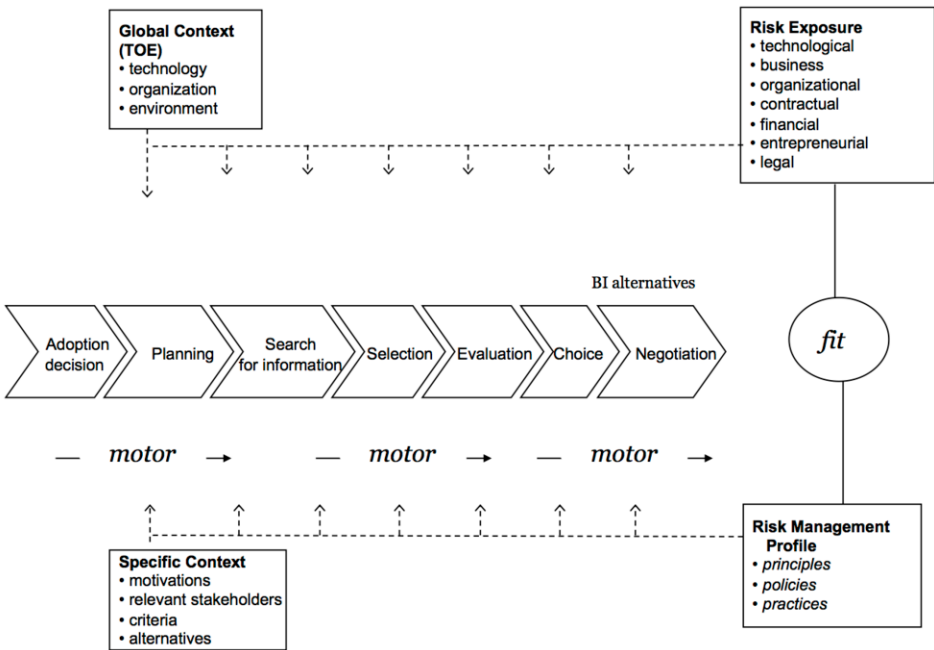 Global Context
(TOE)
• technology
• organization
• environment
Risk Exposure
• technological
• business
• organizational
• contractual
• financial
• entrepreneurial
• legal
BI alternatives
Adoption
decision
Planning
Search
for information
Selection
Evaluation
Choice
Negotiation
fit
motor
motor
motor
Specific Context
• motivations
• relevant stakeholders
• criteria
• alternatives
Risk Management
Profile
• principles
• policies
• practices